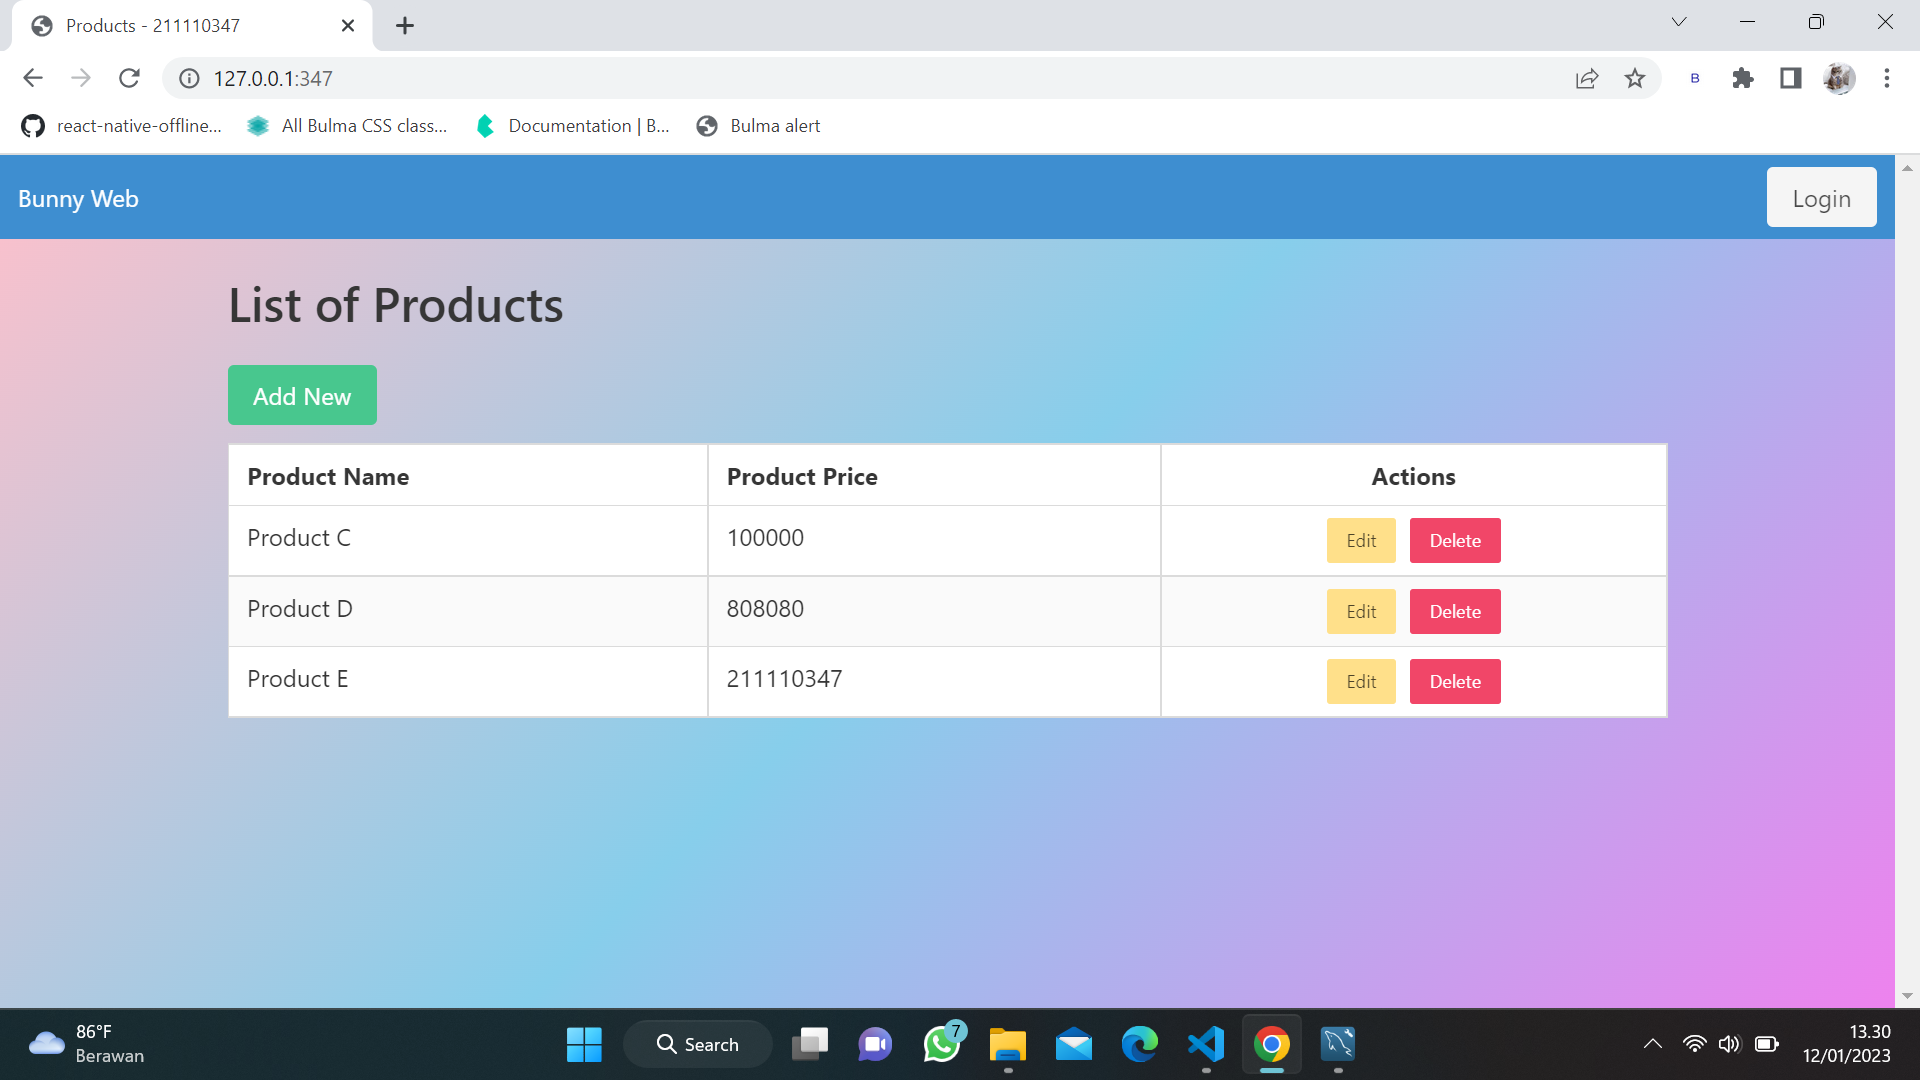 Products - 211110347
127.0.0.1:347
B
react-native-offline... All Bulma CSS class... Documentation | B... Bulma alert
Bunny Web Login
List of Products
Add New
Product Name Product Price Actions
Product C 100000 Edit Delete
Product D 808080 Edit Delete
Product E 211110347 Edit Delete
86°F
Berawan
Search
7
13.30
12/01/2023